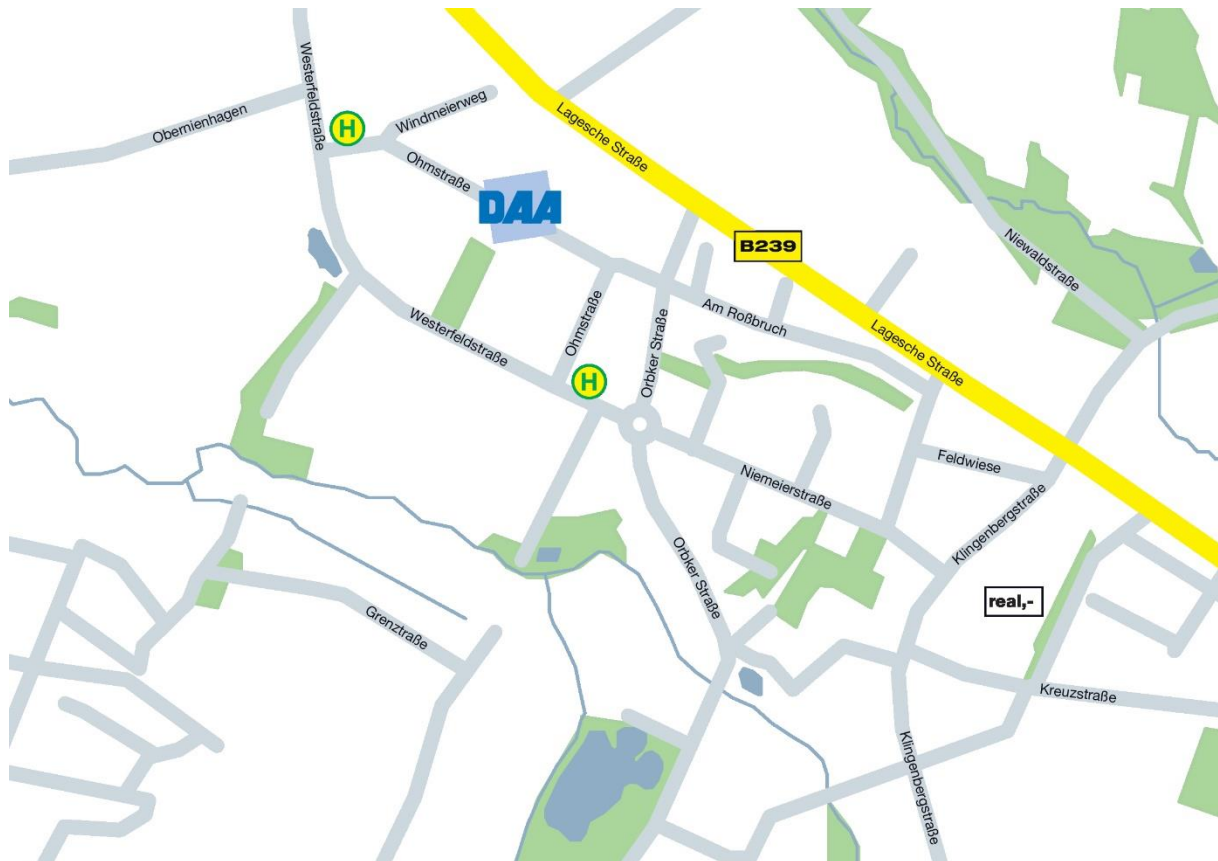 Westerfeldstraße
Obernienhagen
H
Windmeierweg
Ohmstraße
DAA
Lagesche Straße
B239
Niewaldstraße
Westerfeldstraße
Ohmstraße
H
Orbker Straße
Am Roßbruch
Lagesche Straße
Feldwiese
Niemeierstraße
Klingenbergstraße
Orbker Straße
real,-
Grenztraße
Kreuzstraße
Klingenbergstraße